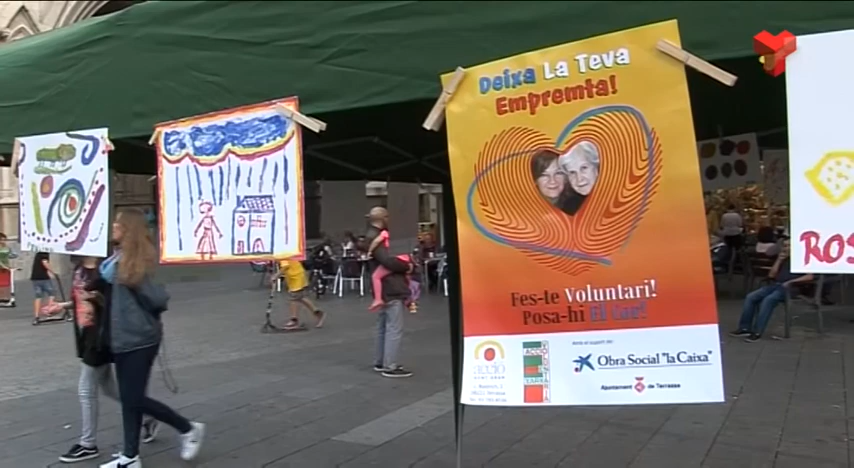 Deixa La Teva
Empremta!
Fes-te Voluntari!
Posa-hi El Cor!
acció
Obra Social "la Caixa"
Ajuntament de Terrassa
ROS